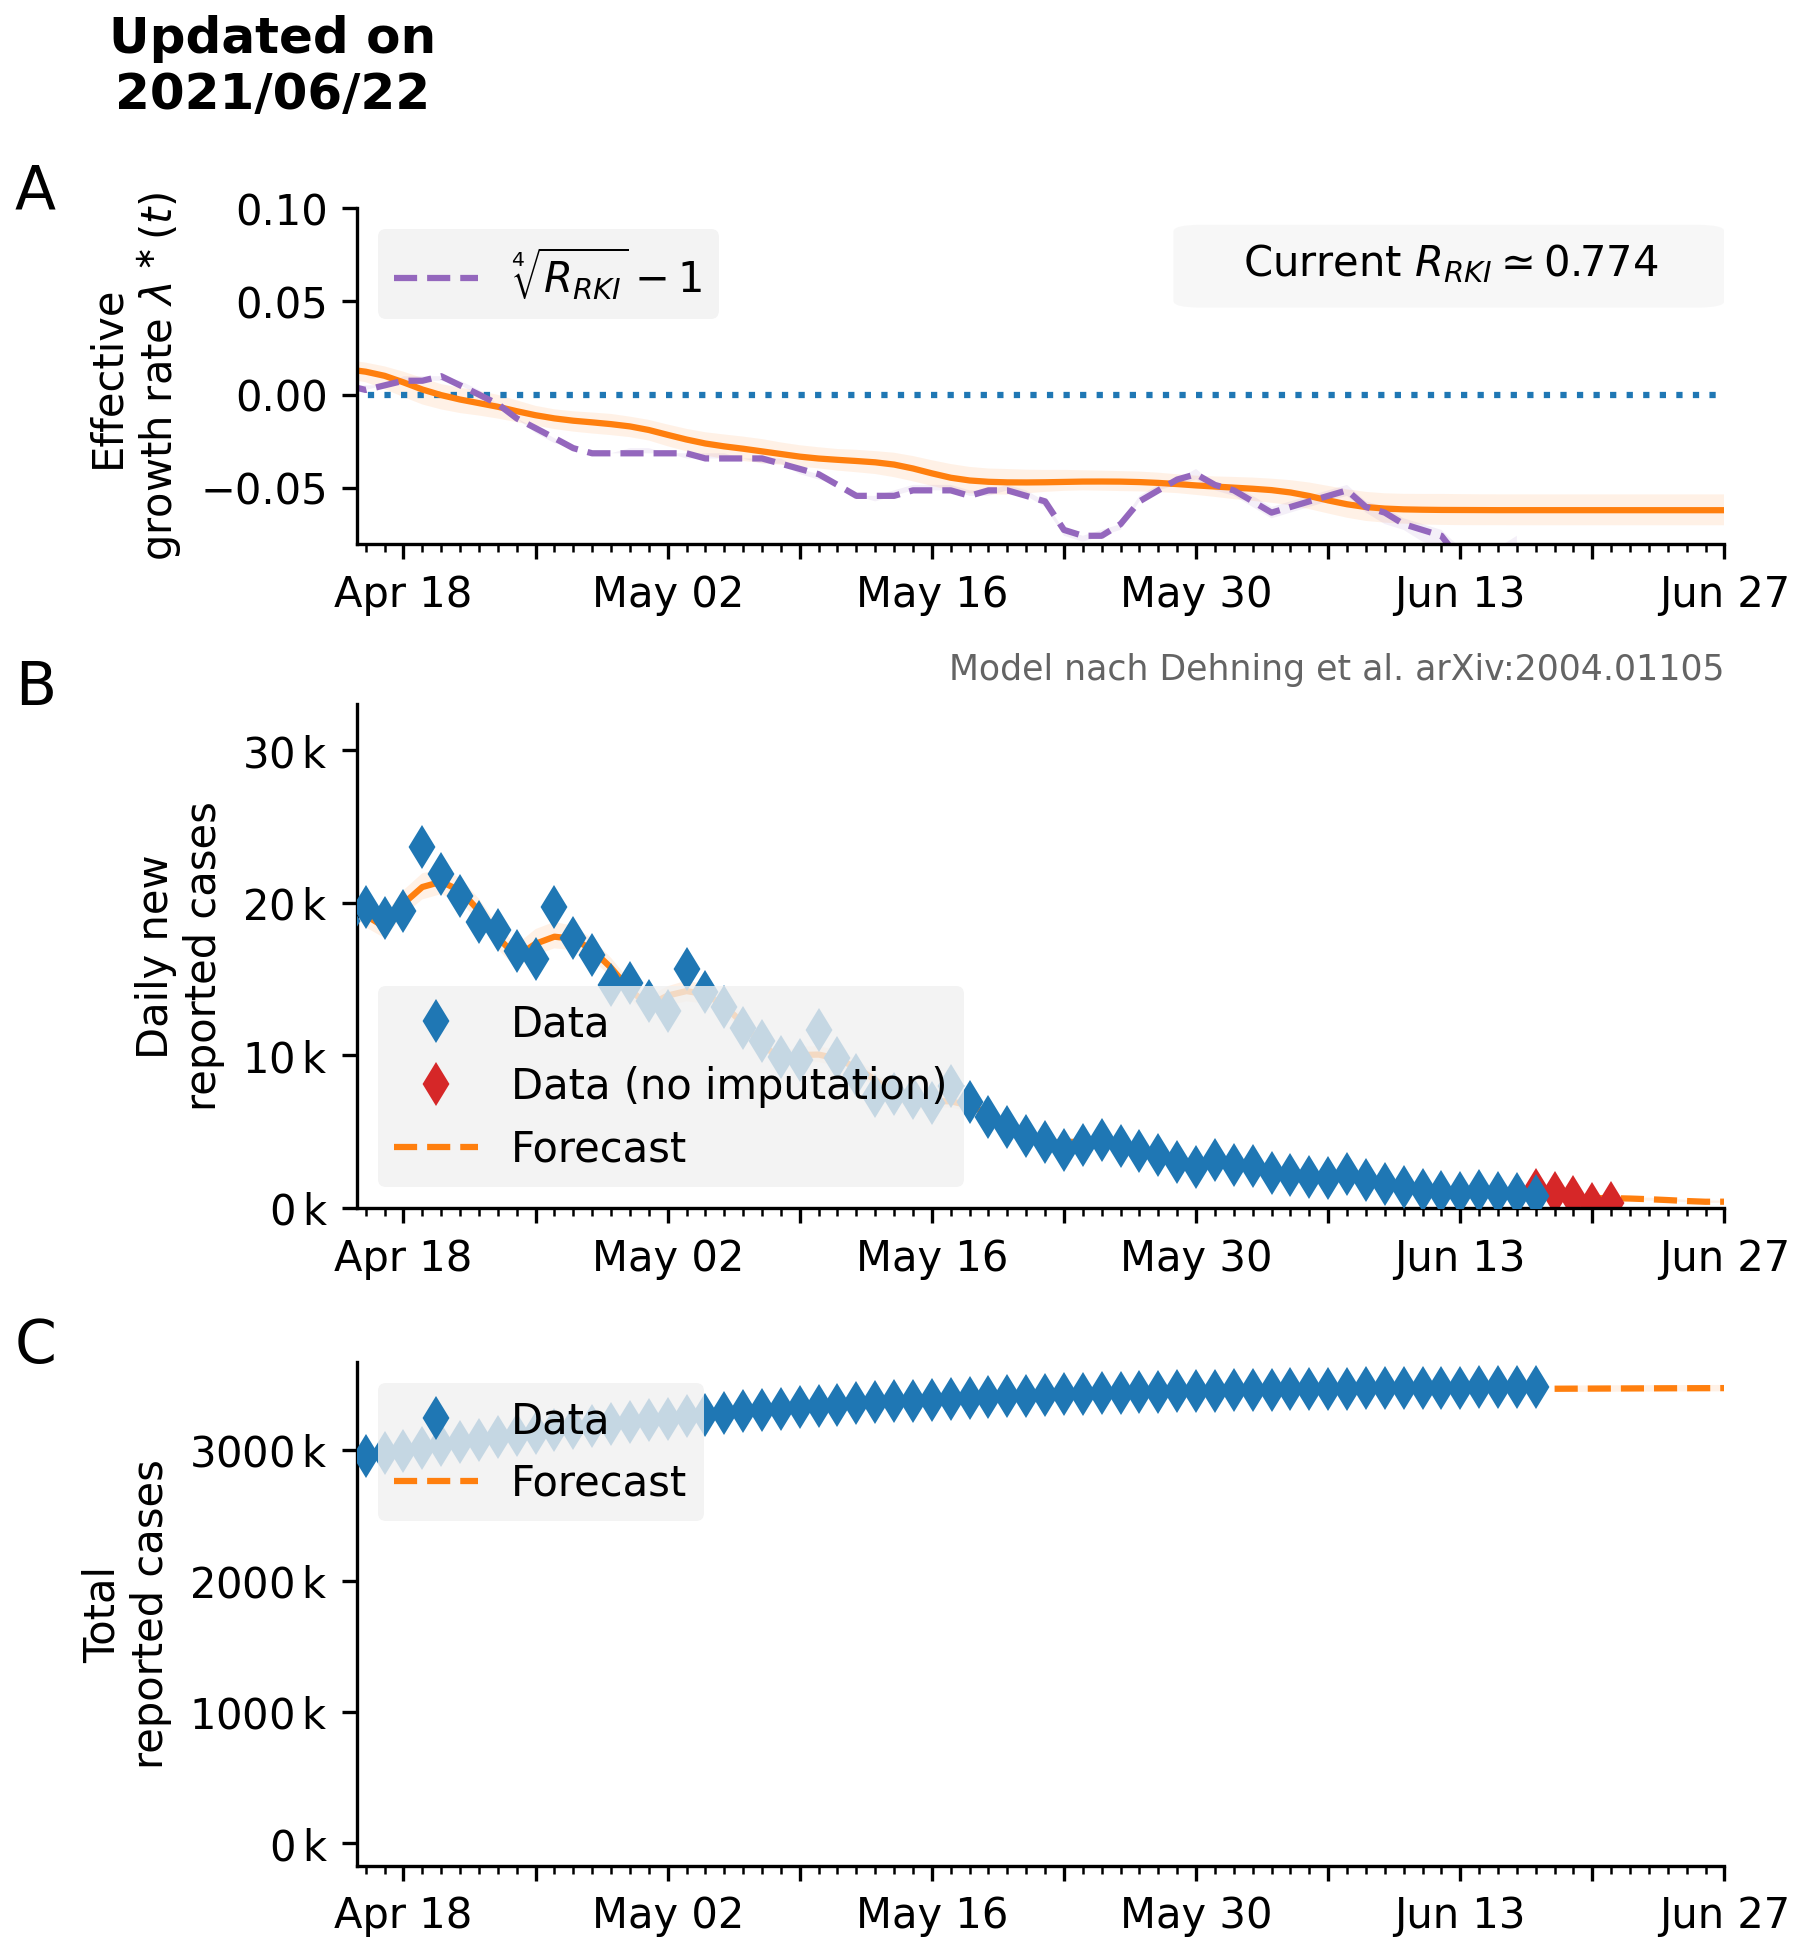 Updated on
2021/06/22
A
Effective
growth rate λ * (t)
0.10
0.05
0.00
−0.05
∜R_RKI − 1
Current R_RKI ≃ 0.774
Apr 18 May 02 May 16 May 30 Jun 13 Jun 27
Model nach Dehning et al. arXiv:2004.01105
B
Daily new
reported cases
30 k
20 k
10 k
0 k
Data
Data (no imputation)
Forecast
Apr 18 May 02 May 16 May 30 Jun 13 Jun 27
C
Total
reported cases
3000 k
2000 k
1000 k
0 k
Data
Forecast
Apr 18 May 02 May 16 May 30 Jun 13 Jun 27